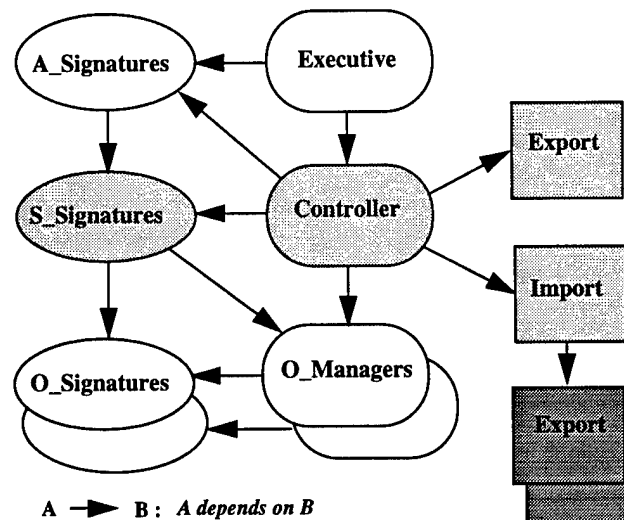 A_Signatures
Executive
Export
S_Signatures
Controller
Import
O_Signatures
O_Managers
Export
A B : A depends on B